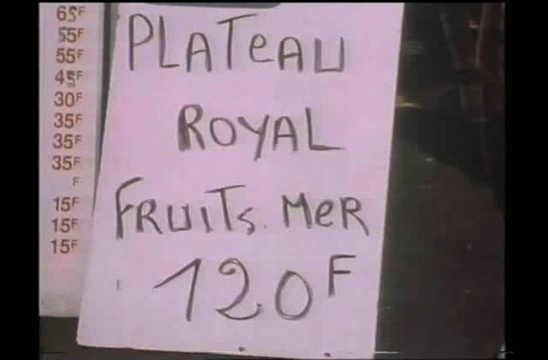 65F
55F
55F
45F
30F
35F
35F
35F
F
15F
15F
15F
PLATEAU
ROYAL
FRUITS. MER
120F